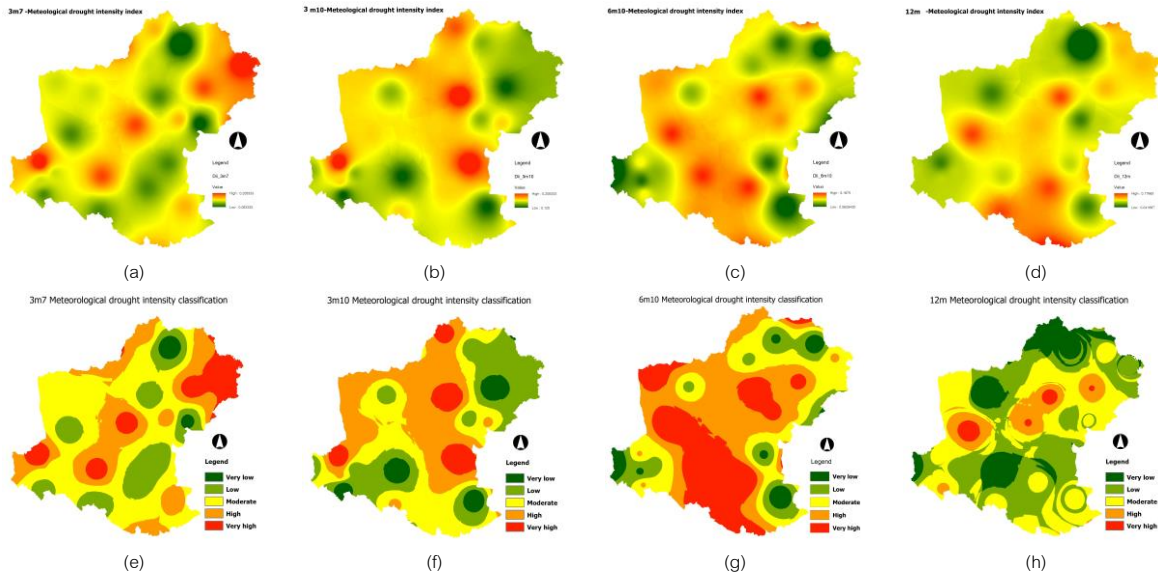 3m7 -Meteological drought intensity index
3 m10-Meteological drought intensity index
6m10-Meteological drought intensity index
12m -Meteological drought intensity index
Legend
Value
Legend
Value
Legend
Value
Legend
Value
(a)
(b)
(c)
(d)
3m7 Meteorological drought intensity classification
3m10 Meteorological drought intensity classification
6m10 Meteorological drought intensity classification
12m Meteorological drought intensity classification
Legend
Very low
Low
Moderate
High
Very high
Legend
Very low
Low
Moderate
High
Very high
Legend
Very low
Low
Moderate
High
Very high
Legend
Very low
Low
Moderate
High
Very high
(e)
(f)
(g)
(h)